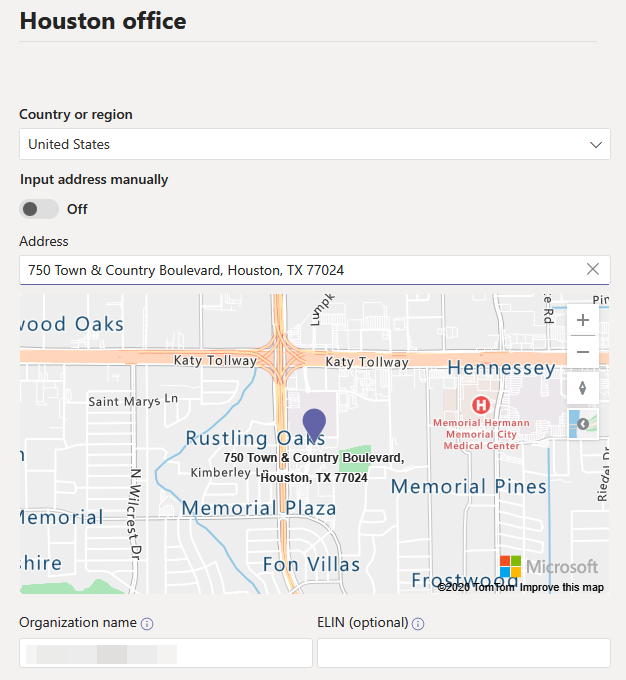 Houston office
Country or region
United States
Input address manually
Off
Address
750 Town & Country Boulevard, Houston, TX 77024
wood Oaks
Lumpk
e Rd
Pin
Katy Tollway
Katy Tollway
Hennessey
Saint Marys Ln
H
Memorial Hermann
Memorial City
Medical Center
Rustling Oaks
750 Town & Country Boulevard,
Houston, TX 77024
Kimberley Ln
N Wilcrest Dr
Riedel Dr
Memorial Pines
Memorial Plaza
Memorial
shire
Fon Villas
Frostwood
Microsoft
©2020 TomTom Improve this map
Organization name
ELIN (optional)